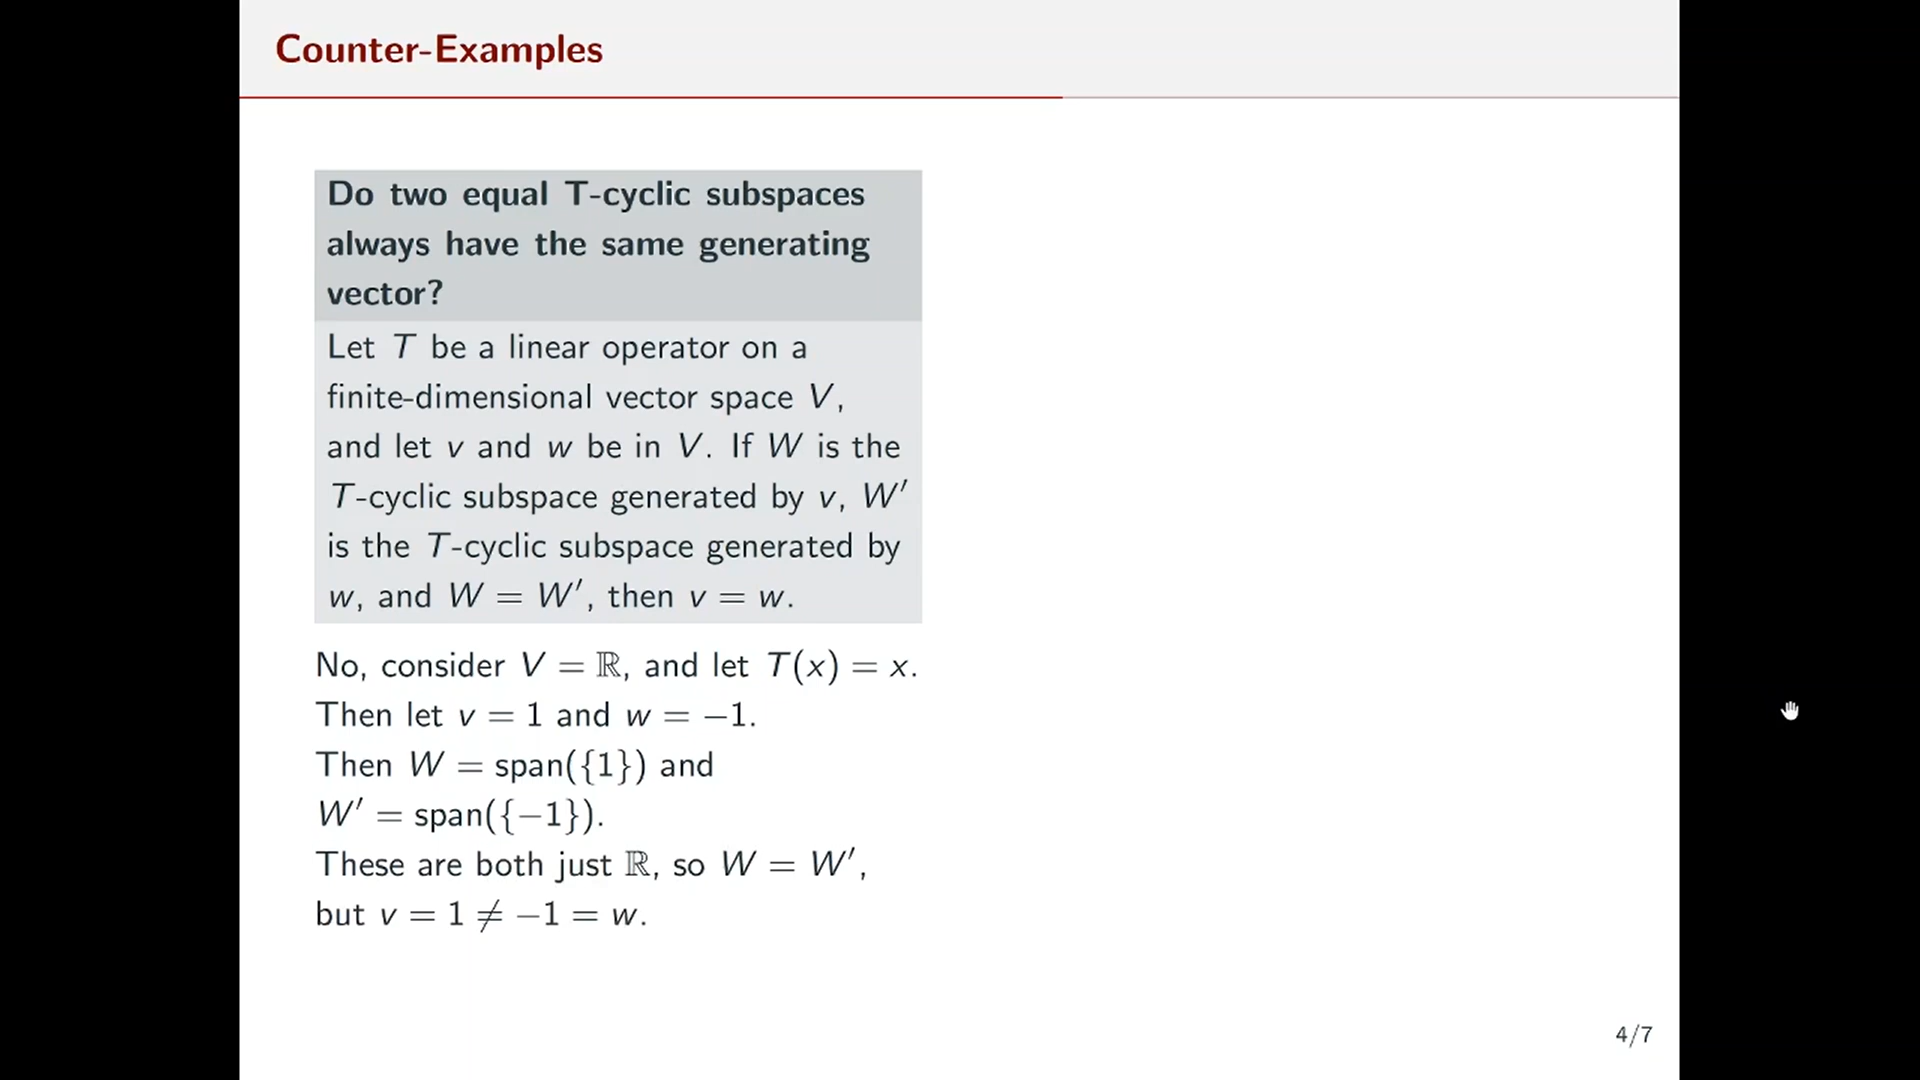 Counter-Examples
Do two equal T-cyclic subspaces
always have the same generating
vector?
Let T be a linear operator on a
finite-dimensional vector space V,
and let v and w be in V. If W is the
T-cyclic subspace generated by v, W′
is the T-cyclic subspace generated by
w, and W = W′, then v = w.
No, consider V = ℝ, and let T(x) = x.
Then let v = 1 and w = −1.
Then W = span({1}) and
W′ = span({−1}).
These are both just ℝ, so W = W′,
but v = 1 ≠ −1 = w.
4/7